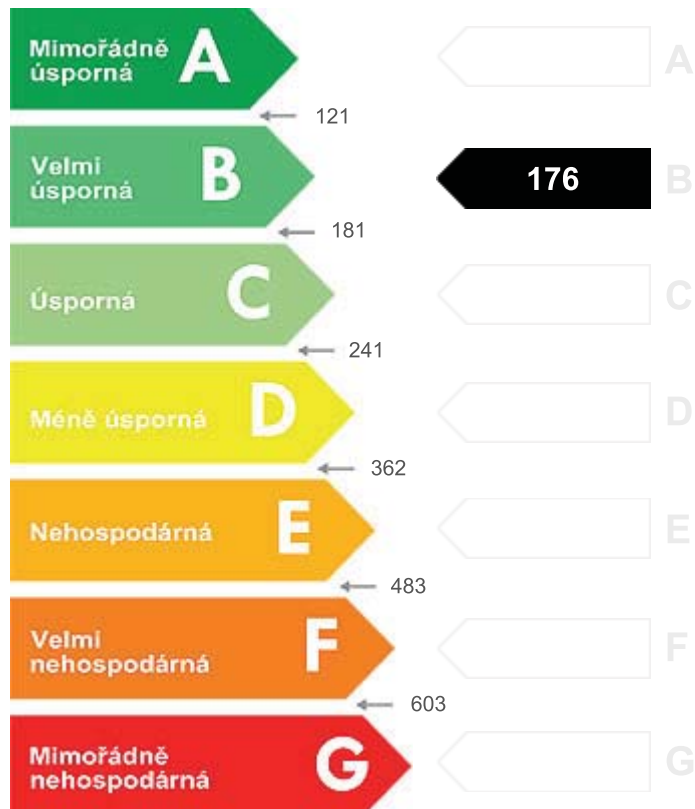 Mimořádně
úsporná
A
A
121
Velmi
úsporná
B
176
B
181
Úsporná
C
C
241
Méně úsporná
D
D
362
Nehospodárná
E
E
483
Velmi
nehospodárná
F
F
603
Mimořádně
nehospodárná
G
G